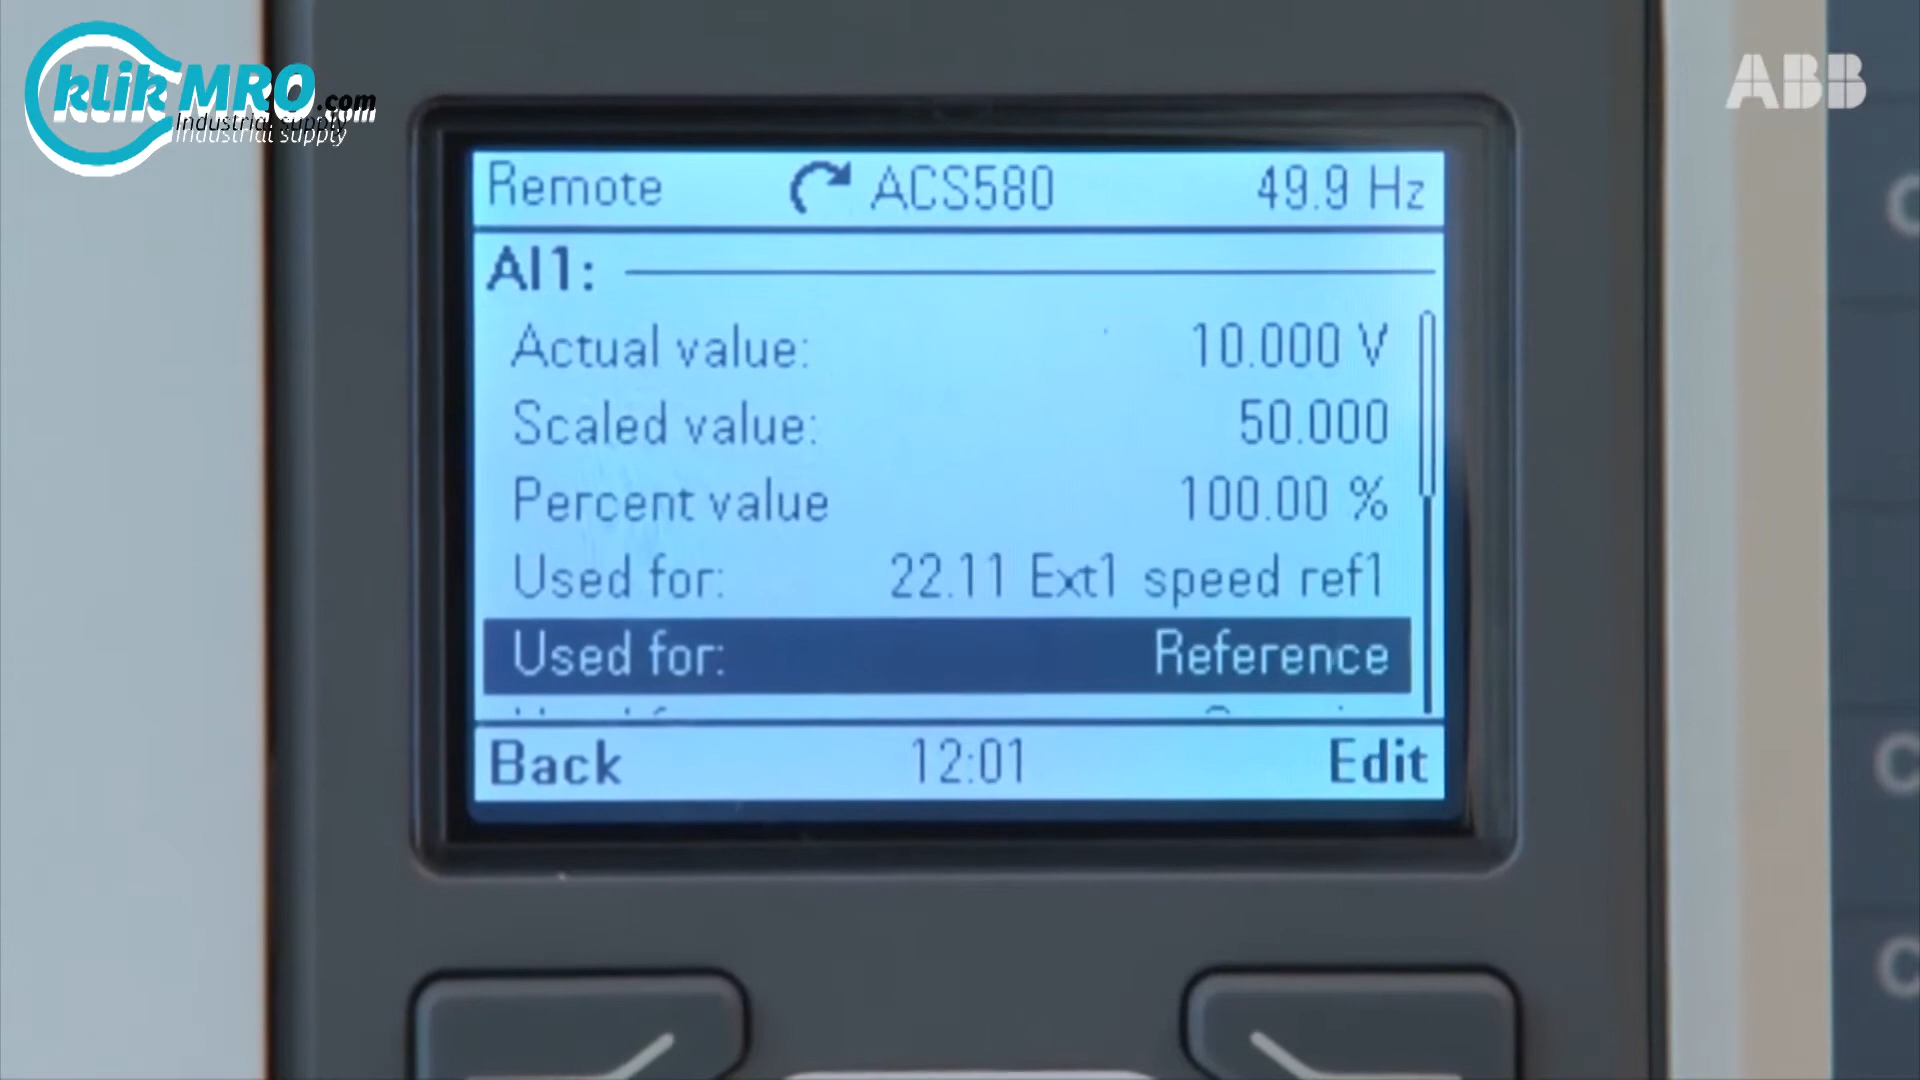 klikMRO.com
Industrial supply
ABB
Remote ACS580 49.9 Hz
AI1:
Actual value: 10.000 V
Scaled value: 50.000
Percent value 100.00 %
Used for: 22.11 Ext1 speed ref1
Used for: Reference
Back 12:01 Edit